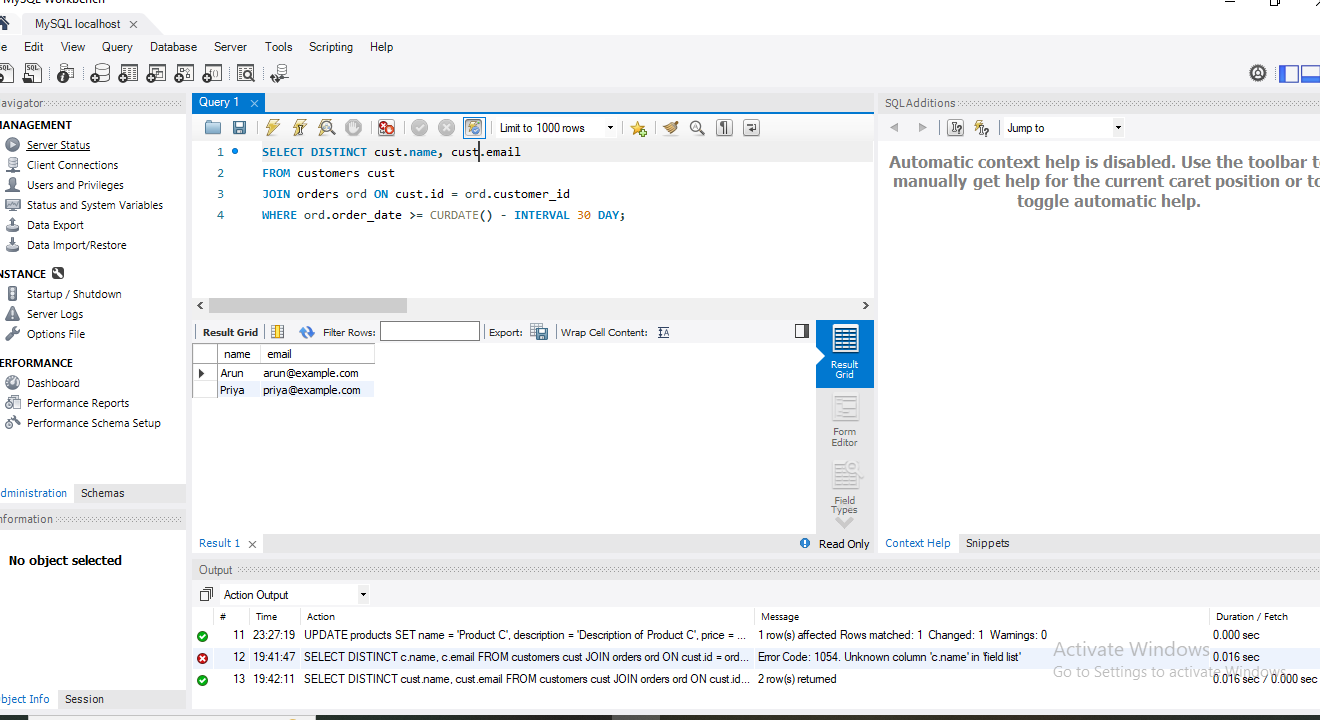 MySQL Workbench
MySQL localhost
e Edit View Query Database Server Tools Scripting Help
avigator
MANAGEMENT
Server Status
Client Connections
Users and Privileges
Status and System Variables
Data Export
Data Import/Restore
NSTANCE
Startup / Shutdown
Server Logs
Options File
ERFORMANCE
Dashboard
Performance Reports
Performance Schema Setup
dministration Schemas
nformation
No object selected
bject Info Session
Query 1
Limit to 1000 rows
1 SELECT DISTINCT cust.name, cust.email
2 FROM customers cust
3 JOIN orders ord ON cust.id = ord.customer_id
4 WHERE ord.order_date >= CURDATE() - INTERVAL 30 DAY;
Result Grid Filter Rows: Export: Wrap Cell Content: IA
name email
Arun arun@example.com
Priya priya@example.com
Result Grid
Form Editor
Field Types
Result 1 Read Only
SQLAdditions
Jump to
Automatic context help is disabled. Use the toolbar t
manually get help for the current caret position or to
toggle automatic help.
Context Help Snippets
Output
Action Output
# Time Action Message Duration / Fetch
11 23:27:19 UPDATE products SET name = 'Product C', description = 'Description of Product C', price = ... 1 row(s) affected Rows matched: 1 Changed: 1 Warnings: 0 0.000 sec
12 19:41:47 SELECT DISTINCT c.name, c.email FROM customers cust JOIN orders ord ON cust.id = ord... Error Code: 1054. Unknown column 'c.name' in 'field list' 0.016 sec
13 19:42:11 SELECT DISTINCT cust.name, cust.email FROM customers cust JOIN orders ord ON cust.id... 2 row(s) returned 0.016 sec / 0.000 sec
Activate Windows
Go to Settings to activate Windows.